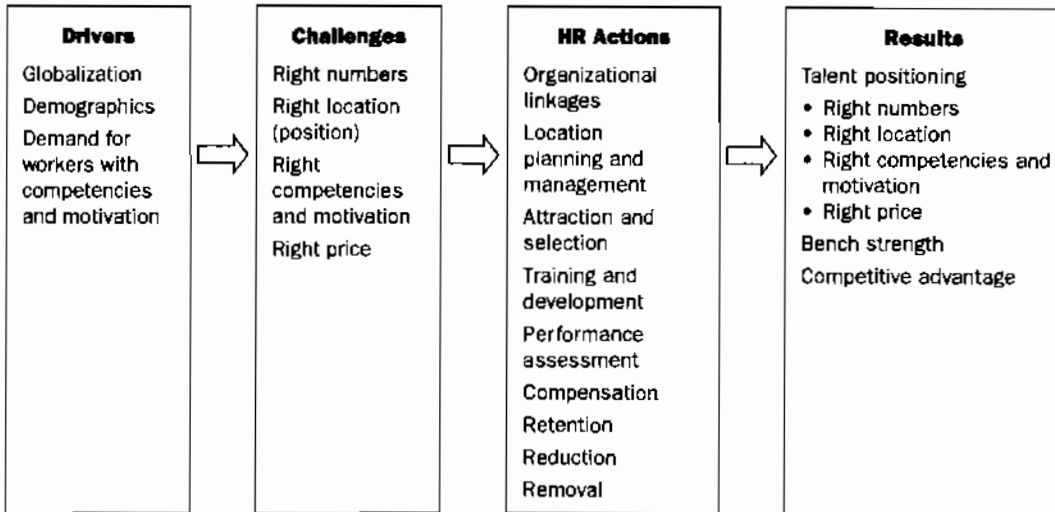 Drivers
Globalization
Demographics
Demand for
workers with
competencies
and motivation
Challenges
Right numbers
Right location
(position)
Right
competencies
and motivation
Right price
HR Actions
Organizational
linkages
Location
planning and
management
Attraction and
selection
Training and
development
Performance
assessment
Compensation
Retention
Reduction
Removal
Results
Talent positioning
• Right numbers
• Right location
• Right competencies and
motivation
• Right price
Bench strength
Competitive advantage